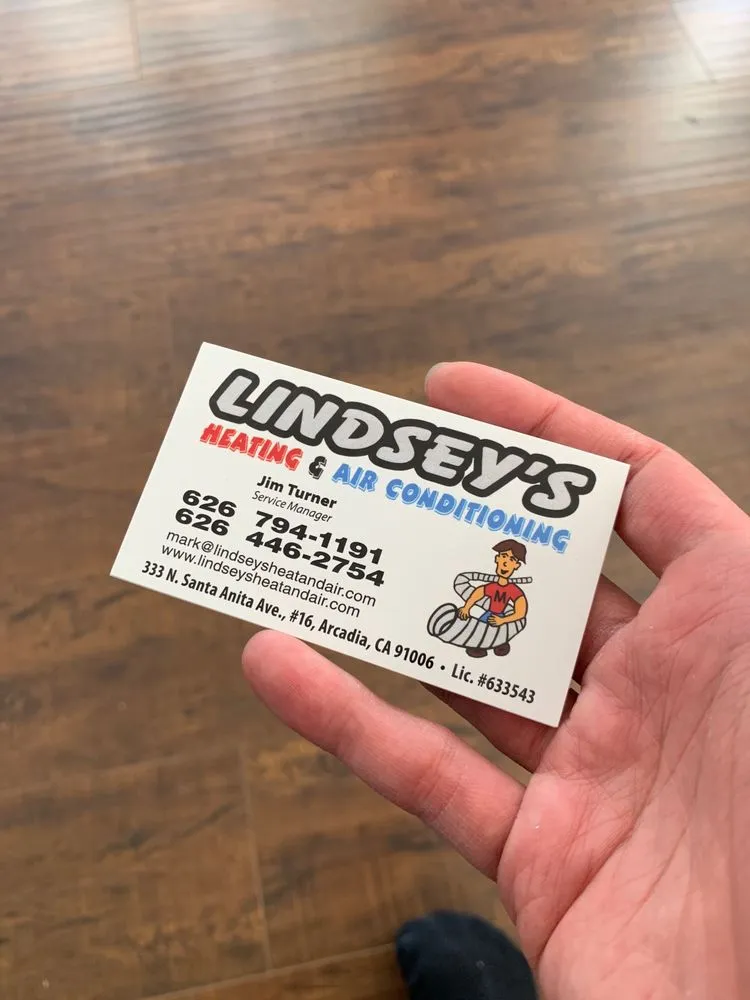 LINDSEY'S
HEATING & AIR CONDITIONING
Jim Turner
Service Manager
626 794-1191
626 446-2754
mark@lindseysheatandair.com
www.lindseysheatandair.com
333 N. Santa Anita Ave., #16, Arcadia, CA 91006 • Lic. #633543
M